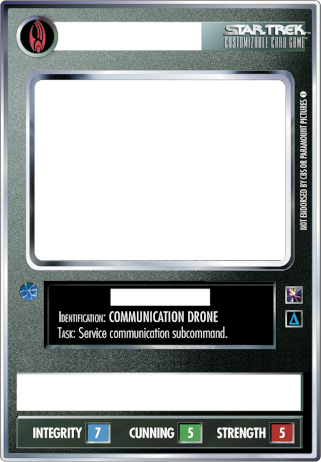 STAR TREK
CUSTOMIZABLE CARD GAME
NOT ENDORSED BY CBS OR PARAMOUNT PICTURES
IDENTIFICATION: COMMUNICATION DRONE
TASK: Service communication subcommand.
INTEGRITY 7 CUNNING 5 STRENGTH 5